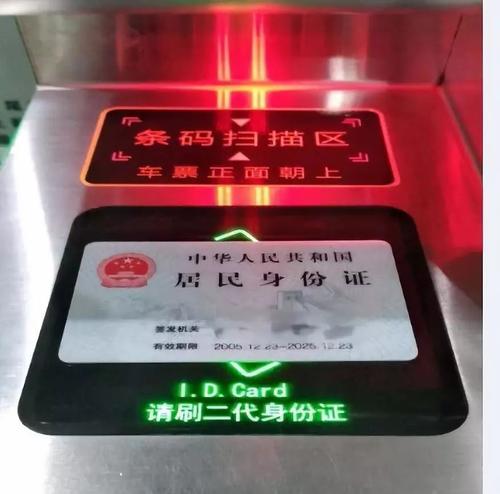 条码扫描区
车票正面朝上
中华人民共和国
居民身份证
签发机关
有效期限 2005.12.23-2025.12.23
I.D.Card
请刷二代身份证